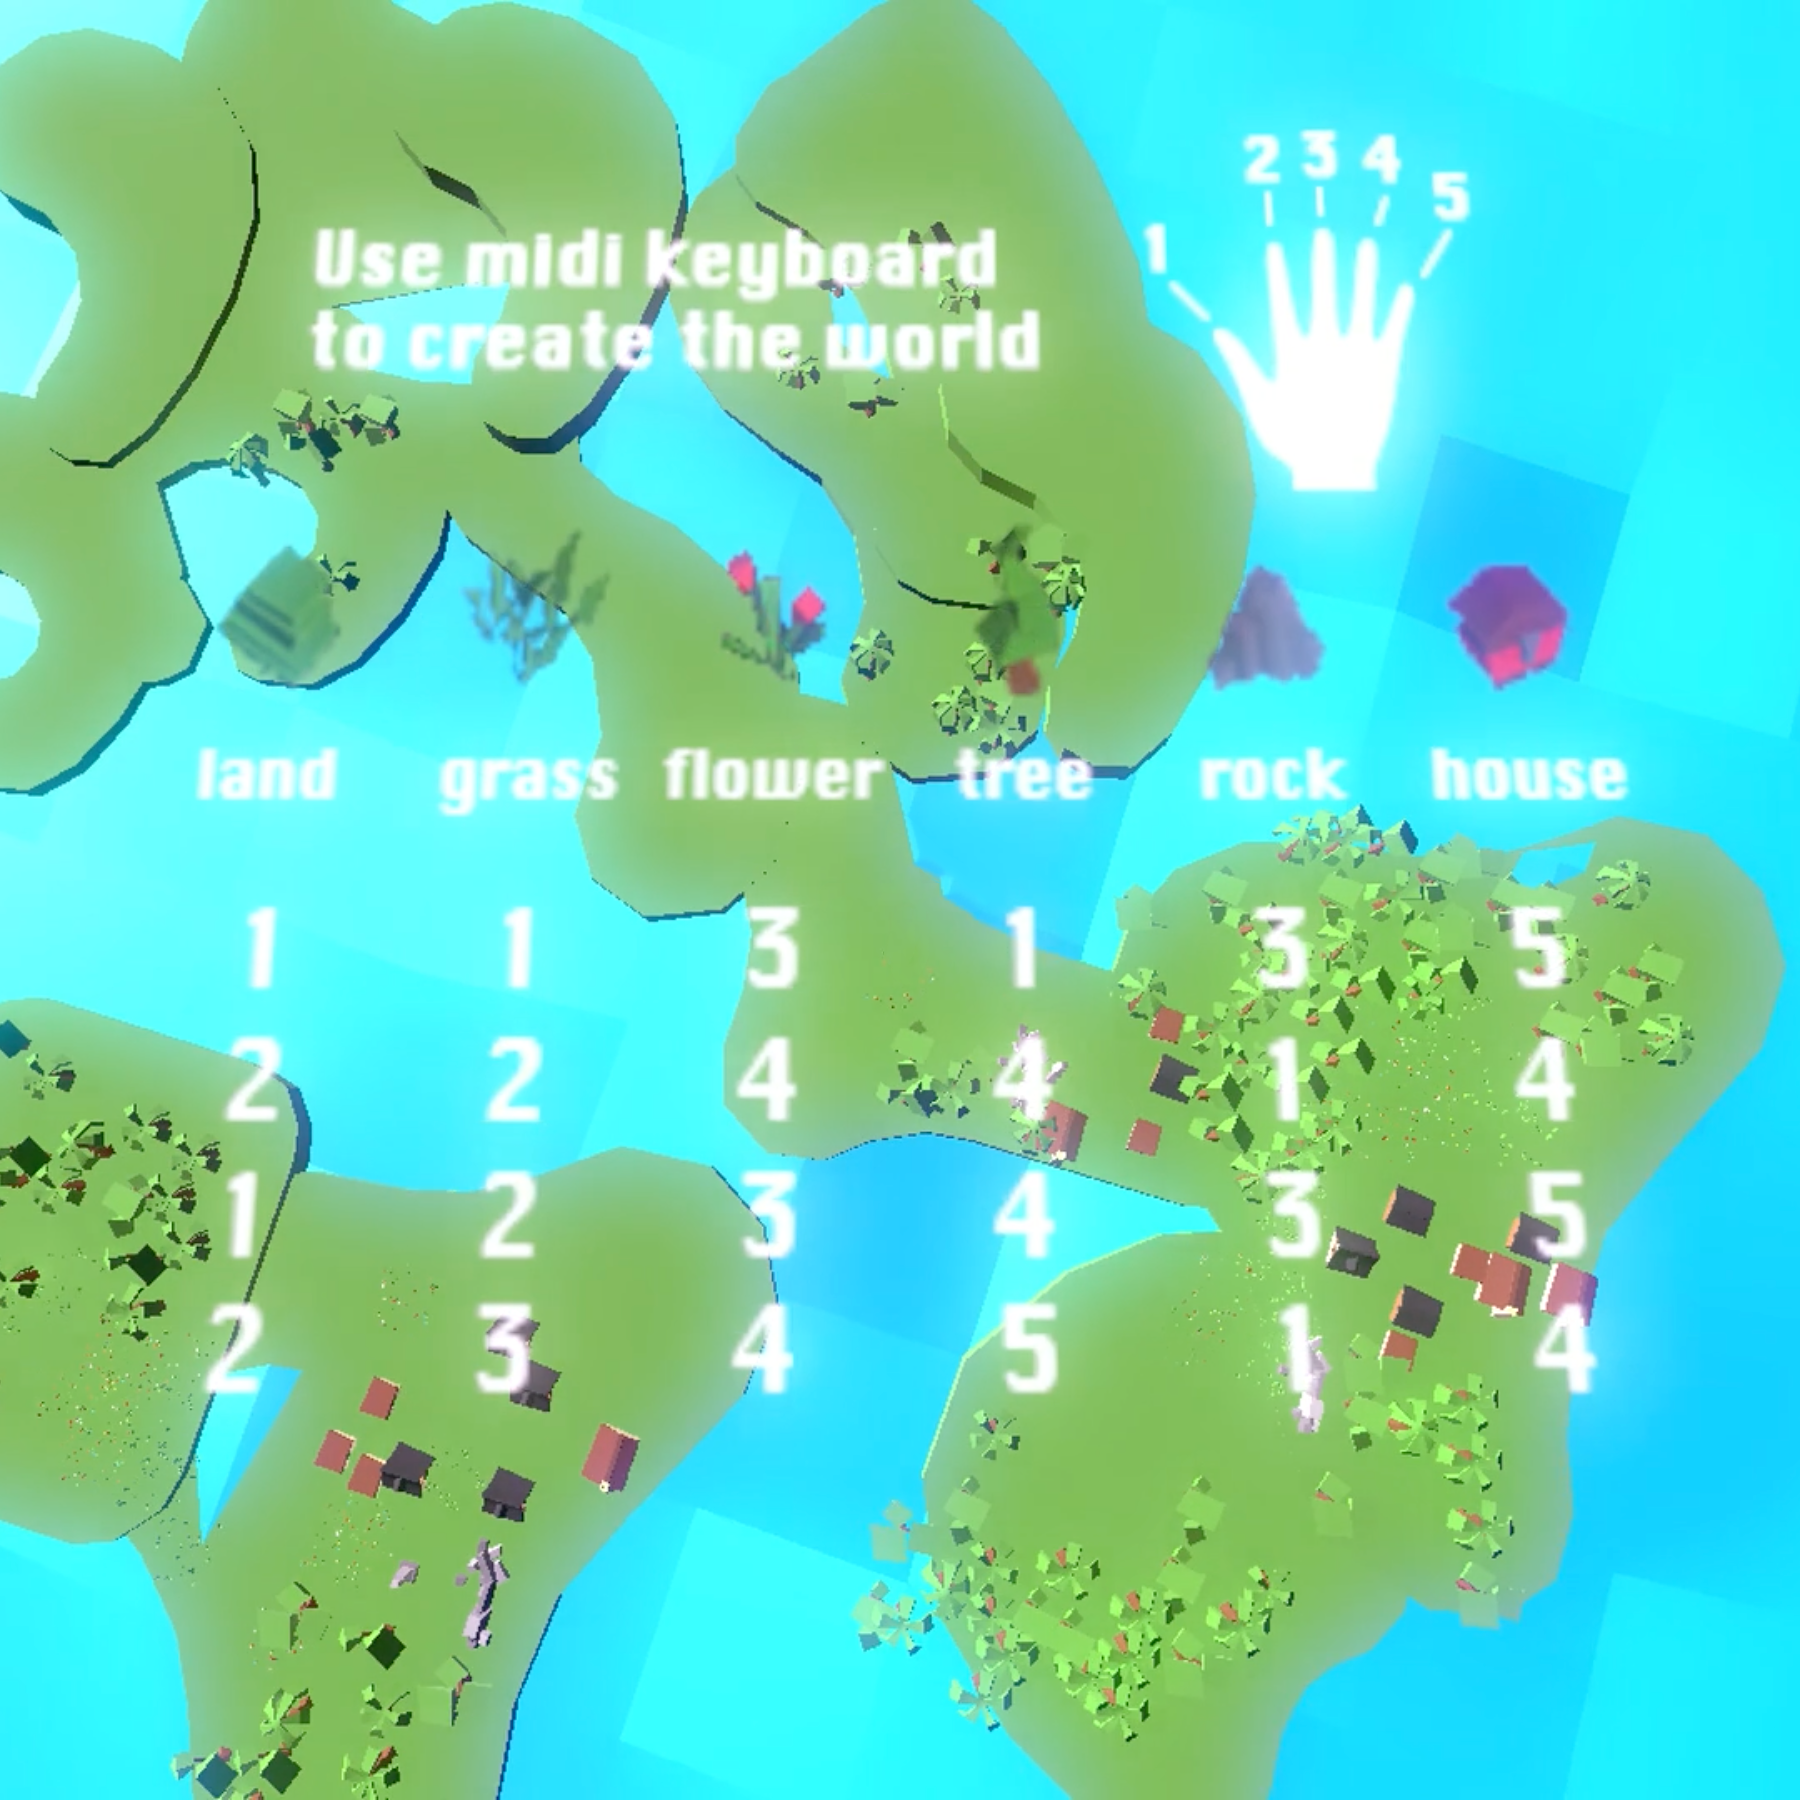 2 3 4
5
1
Use midi keyboard
to create the world
land grass flower tree rock house
1 1 3 1 3 5
2 2 4 4 1 4
1 2 3 4 3 5
2 3 4 5 1 4